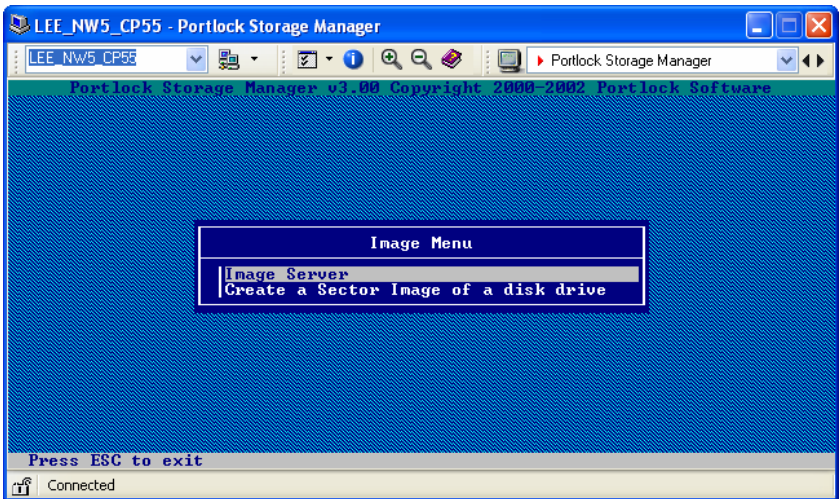 LEE_NW5_CP55 - Portlock Storage Manager
LEE_NW5_CP55 Portlock Storage Manager
Portlock Storage Manager v3.00 Copyright 2000-2002 Portlock Software
Image Menu
Image Server
Create a Sector Image of a disk drive
Press ESC to exit
Connected